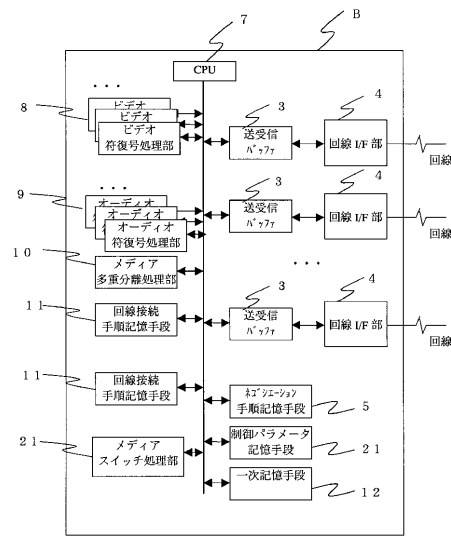 7
B
CPU
・・・
8
ビデオ
ビデオ
ビデオ
符復号処理部
3
送受信
バッファ
4
回線 I/F 部
回線
・・・
9
オーディオ
オーディオ
オーディオ
符復号処理部
3
送受信
バッファ
4
回線 I/F 部
回線
10
メディア
多重分離処理部
・・・
11
回線接続
手順記憶手段
3
送受信
バッファ
4
回線 I/F 部
回線
11
回線接続
手順記憶手段
ネゴシエーション
手順記憶手段
5
21
メディア
スイッチ処理部
制御パラメータ
記憶手段
21
一次記憶手段
12